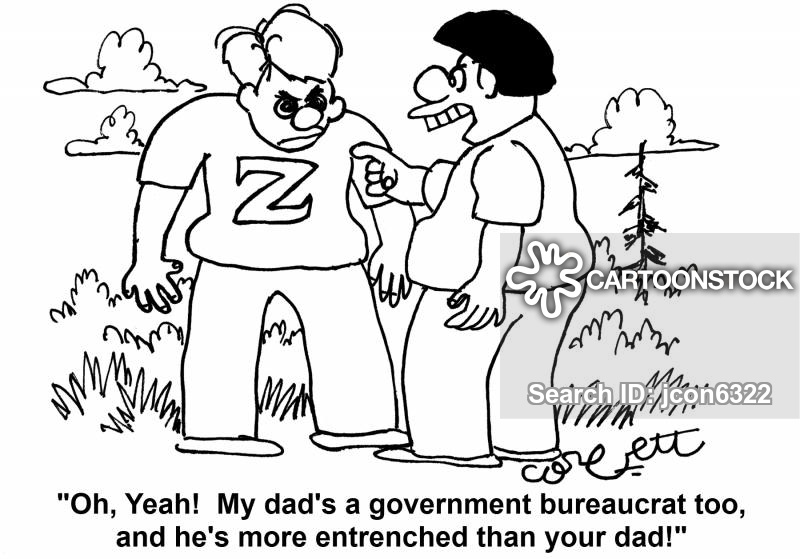 Z
CARTOONSTOCK
Search ID: jcon6322
"Oh, Yeah!  My dad's a government bureaucrat too,
and he's more entrenched than your dad!"